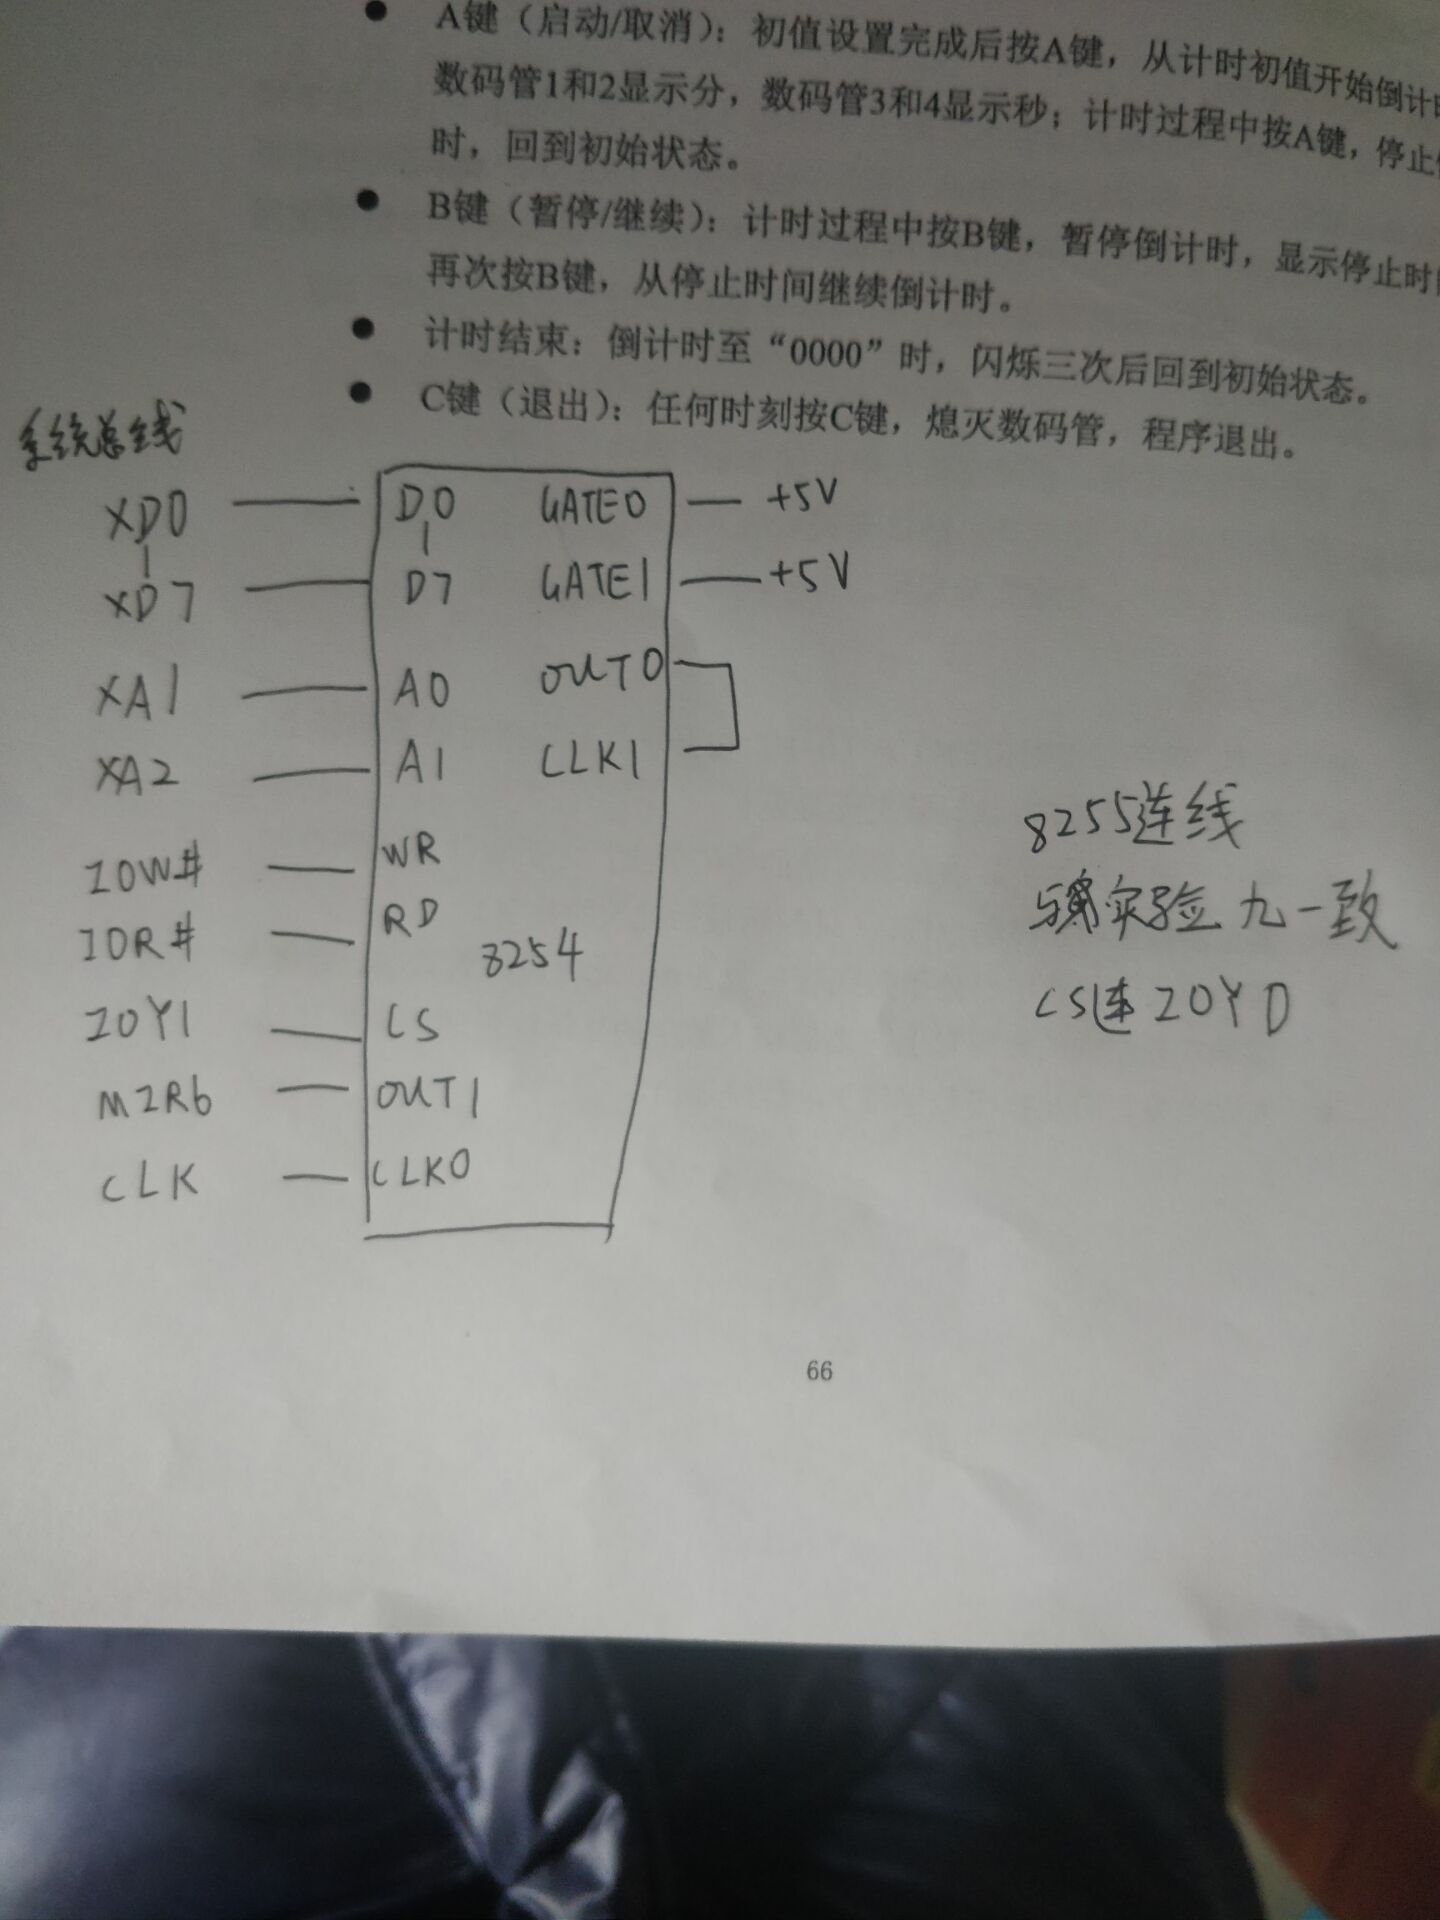 ● A键（启动/取消）：初值设置完成后按A键，从计时初值开始倒计时
数码管1和2显示分，数码管3和4显示秒；计时过程中按A键，停止
时，回到初始状态。
● B键（暂停/继续）：计时过程中按B键，暂停倒计时，显示停止时
再次按B键，从停止时间继续倒计时。
● 计时结束：倒计时至“0000”时，闪烁三次后回到初始状态。
● C键（退出）：任何时刻按C键，熄灭数码管，程序退出。
系统总线
XD0 D0 GATE0 +5V
XD7 D7 GATE1 +5V
XA1 A0 OUT0
XA2 A1 CLK1
IOW# WR
IOR# RD
8254
IOY1 CS
MIR6 OUT1
CLK CLK0
8255连线
与实验九一致
CS连IOY0
66